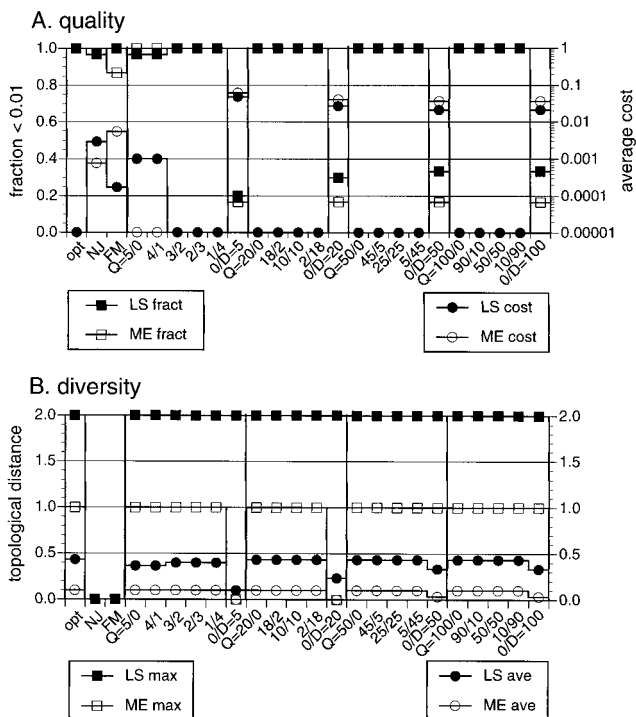 A. quality
1.0
0.8
0.6
0.4
0.2
0.0
fraction < 0.01
1
0.1
0.01
0.001
0.0001
0.00001
average cost
opt
NJ
FM
Q=5/0
4/1
3/2
2/3
1/4
0/D=5
Q=20/0
18/2
10/10
2/18
0/D=20
Q=50/0
45/5
25/25
5/45
0/D=50
Q=100/0
90/10
50/50
10/90
0/D=100
LS fract
ME fract
LS cost
ME cost
B. diversity
2.0
1.5
1.0
0.5
0.0
topological distance
2.0
1.5
1.0
0.5
0.0
opt
NJ
FM
Q=5/0
4/1
3/2
2/3
1/4
0/D=5
Q=20/0
18/2
10/10
2/18
0/D=20
Q=50/0
45/5
25/25
5/45
0/D=50
Q=100/0
90/10
50/50
10/90
0/D=100
LS max
ME max
LS ave
ME ave